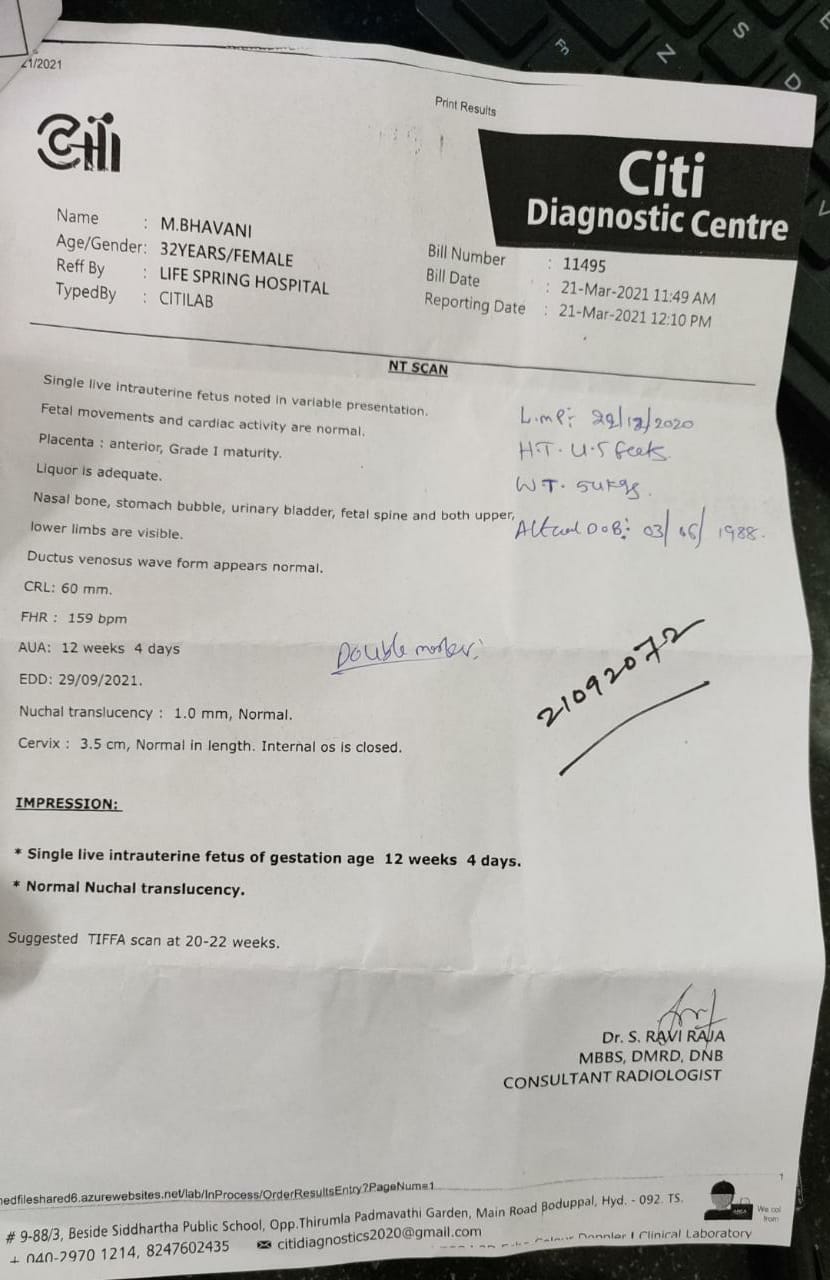 21/2021
Print Results
Citi
Citi
Diagnostic Centre
Name : M.BHAVANI
Age/Gender: 32YEARS/FEMALE
Reff By : LIFE SPRING HOSPITAL
TypedBy : CITILAB
Bill Number : 11495
Bill Date : 21-Mar-2021 11:49 AM
Reporting Date : 21-Mar-2021 12:10 PM
NT SCAN
Single live intrauterine fetus noted in variable presentation.
Fetal movements and cardiac activity are normal.
Placenta : anterior, Grade I maturity.
Liquor is adequate.
Nasal bone, stomach bubble, urinary bladder, fetal spine and both upper,
lower limbs are visible.
Ductus venosus wave form appears normal.
CRL: 60 mm.
FHR : 159 bpm
AUA: 12 weeks 4 days
EDD: 29/09/2021.
Nuchal translucency : 1.0 mm, Normal.
Cervix : 3.5 cm, Normal in length. Internal os is closed.
L.mp: /12/2020
HT. 4.5 feets.
WT. 54kgs.
Actual DOB: 03/06/1988.
Double marker:
21092072
IMPRESSION:
* Single live intrauterine fetus of gestation age 12 weeks 4 days.
* Normal Nuchal translucency.
Suggested TIFFA scan at 20-22 weeks.
Dr. S. RAVI RAJA
MBBS, DMRD, DNB
CONSULTANT RADIOLOGIST
nedfileshared6.azurewebsites.net/lab/InProcess/OrderResultsEntry?PageNum=1
1
# 9-88/3, Beside Siddhartha Public School, Opp.Thirumla Padmavathi Garden, Main Road Boduppal, Hyd. - 092. TS.
040-2970 1214, 8247602435 citidiagnostics2020@gmail.com
Colour Doppler I Clinical Laboratory
We col
from
Fn
Z
S
D
E